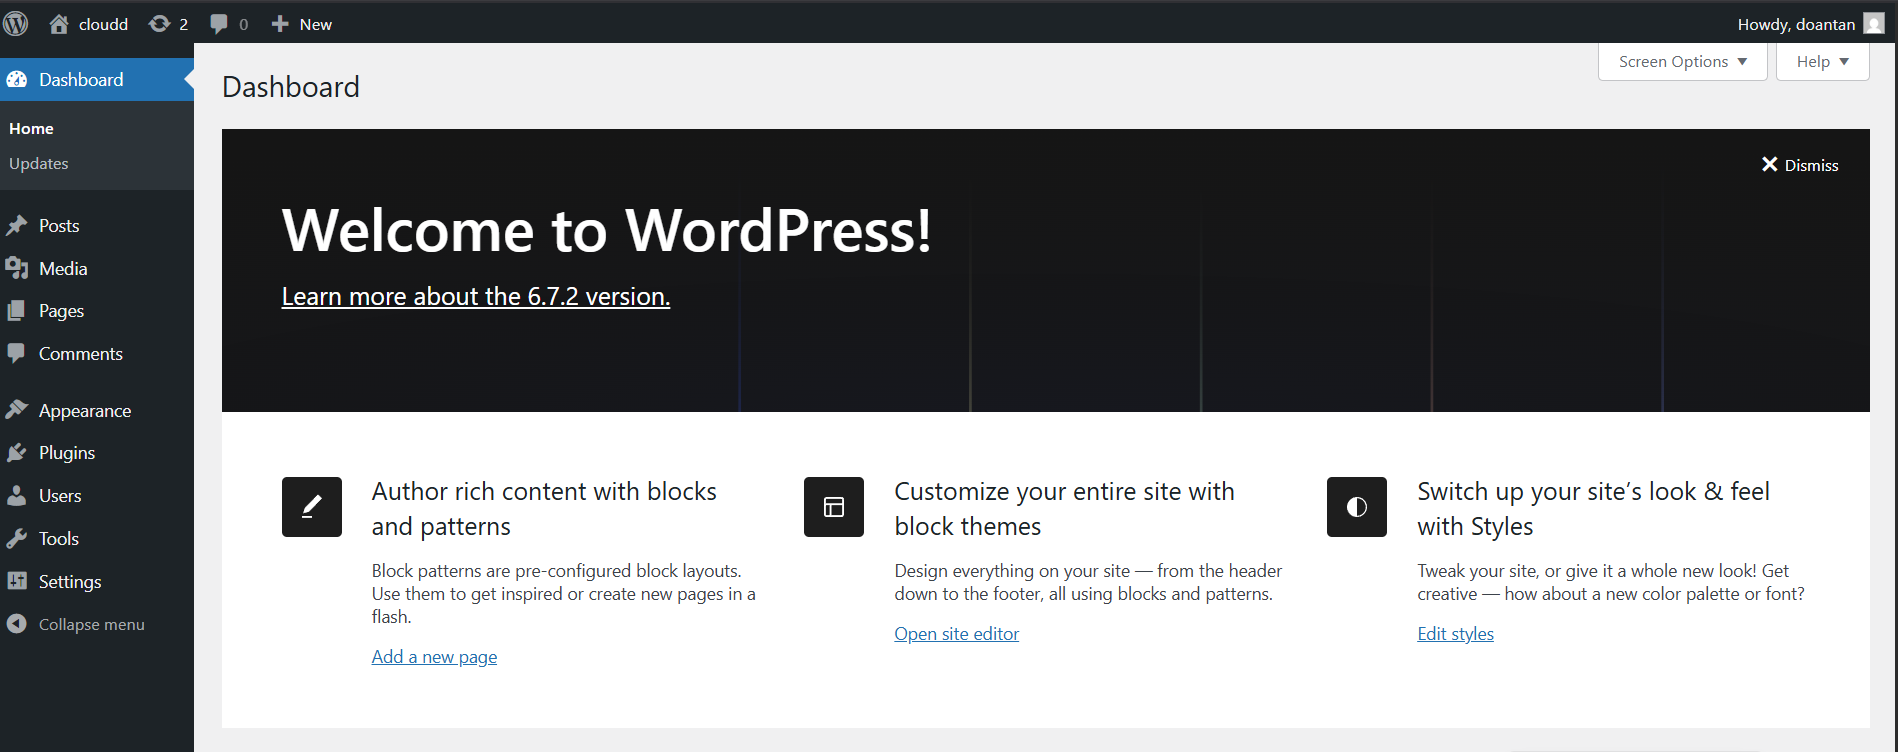 cloudd 2 0 New Howdy, doantan
Screen Options Help
Dashboard
Home
Updates
Posts
Media
Pages
Comments
Appearance
Plugins
Users
Tools
Settings
Collapse menu
Dashboard
Dismiss
Welcome to WordPress!
Learn more about the 6.7.2 version.
Author rich content with blocks
and patterns
Block patterns are pre-configured block layouts.
Use them to get inspired or create new pages in a
flash.
Add a new page
Customize your entire site with
block themes
Design everything on your site — from the header
down to the footer, all using blocks and patterns.
Open site editor
Switch up your site’s look & feel
with Styles
Tweak your site, or give it a whole new look! Get
creative — how about a new color palette or font?
Edit styles